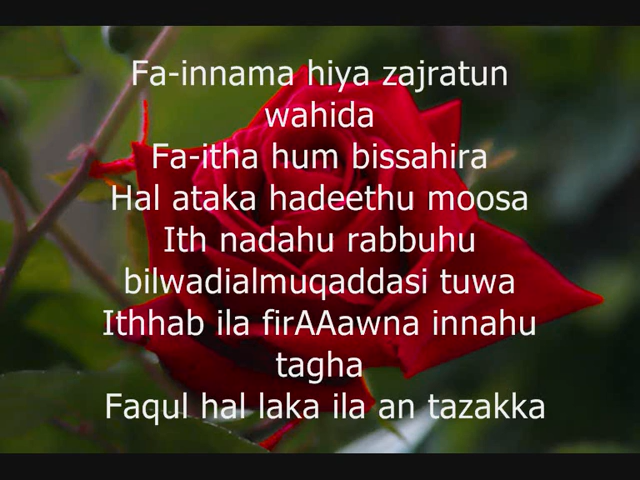 Fa-innama hiya zajratun
wahida
Fa-itha hum bissahira
Hal ataka hadeethu moosa
Ith nadahu rabbuhu
bilwadialmuqaddasi tuwa
Ithhab ila firAAawna innahu
tagha
Faqul hal laka ila an tazakka